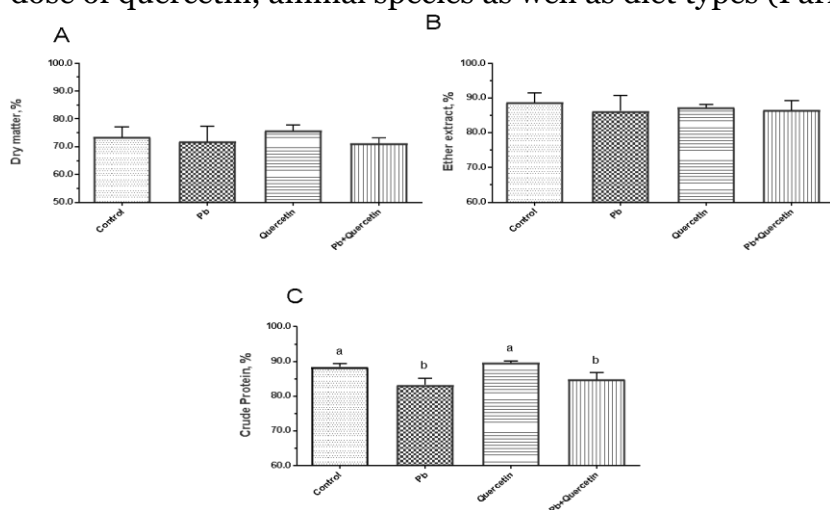 dose of quercetin, animal species as well as diet types
A
B
100.0
90.0
80.0
70.0
60.0
50.0
Dry matter, %
Control
Pb
Quercetin
Pb+Quercetin
100.0
90.0
80.0
70.0
60.0
Ether extract, %
Control
Pb
Quercetin
Pb+Quercetin
C
100.0
90.0
80.0
70.0
60.0
Crude Protein, %
a
b
a
b
Control
Pb
Quercetin
Pb+Quercetin